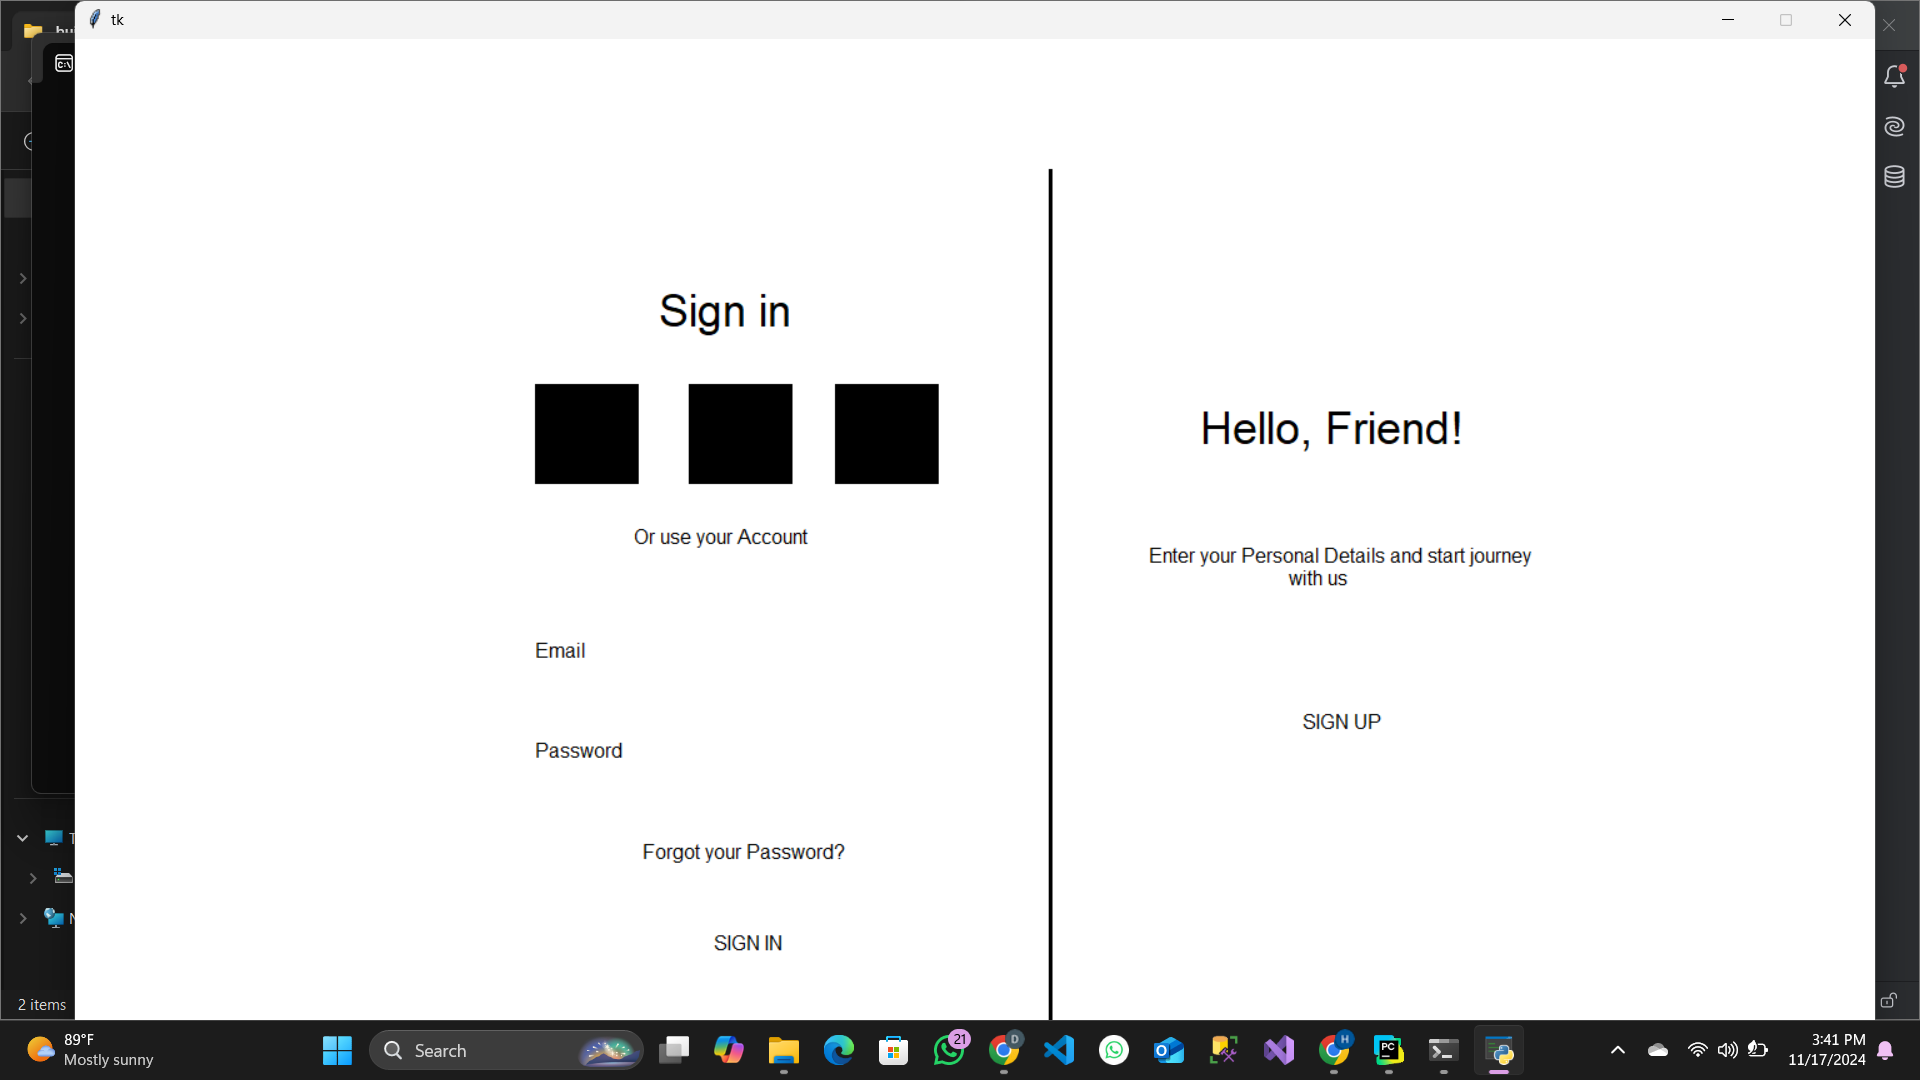 tk
Sign in
Or use your Account
Email
Password
Forgot your Password?
SIGN IN
Hello, Friend!
Enter your Personal Details and start journey
with us
SIGN UP
2 items
89°F
Mostly sunny
Search
21
D
H
PC
3:41 PM
11/17/2024